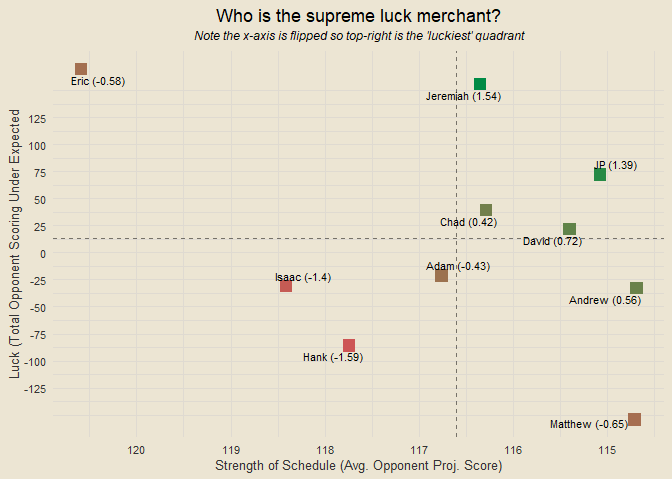 Who is the supreme luck merchant?
Note the x-axis is flipped so top-right is the 'luckiest' quadrant
Luck (Total Opponent Scoring Under Expected
125
100
75
50
25
0
-25
-50
-75
-100
-125
Eric (-0.58)
Jeremiah (1.54)
JP (1.39)
Chad (0.42)
David (0.72)
Adam (-0.43)
Isaac (-1.4)
Andrew (0.56)
Hank (-1.59)
Matthew (-0.65)
120 119 118 117 116 115
Strength of Schedule (Avg. Opponent Proj. Score)